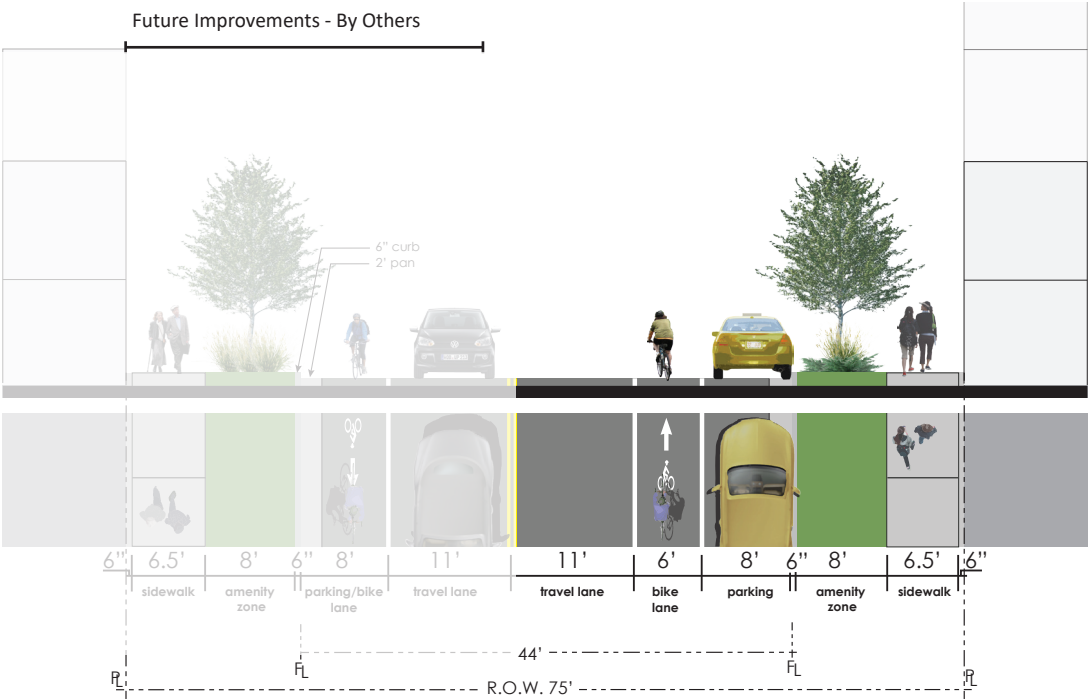 Future Improvements - By Others
6” curb
2’ pan
6’’ 6.5’ 8’ 6’’ 8’ 11’ 11’ 6’ 8’ 6’’ 8’ 6.5’ 6’’
sidewalk amenity zone parking/bike lane travel lane travel lane bike lane parking amenity zone sidewalk
44’
FL FL
PL PL
R.O.W. 75’